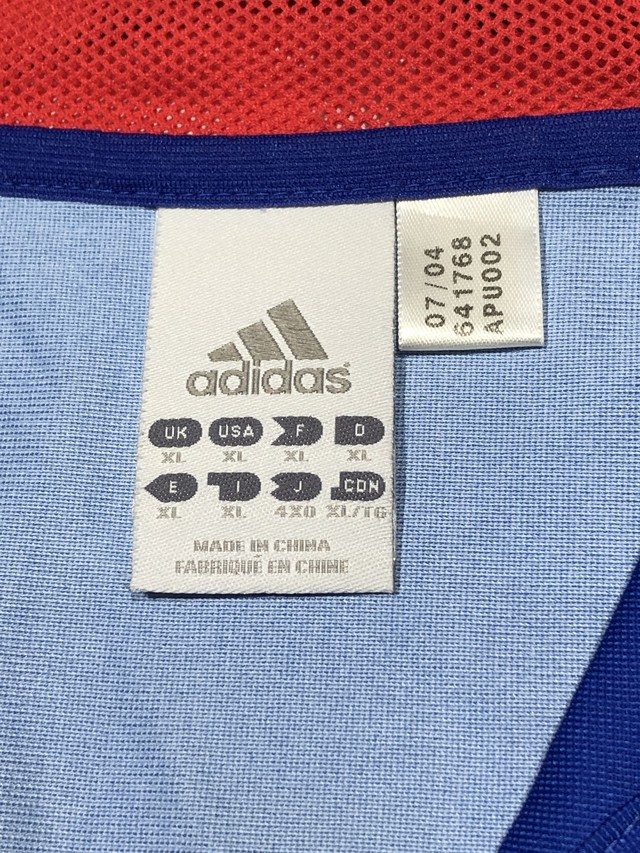 adidas
UK USA F D
XL XL XL XL
E I J CDN
XL XL 4XO XL/TG
MADE IN CHINA
FABRIQUE EN CHINE
07/04
641768
APU002